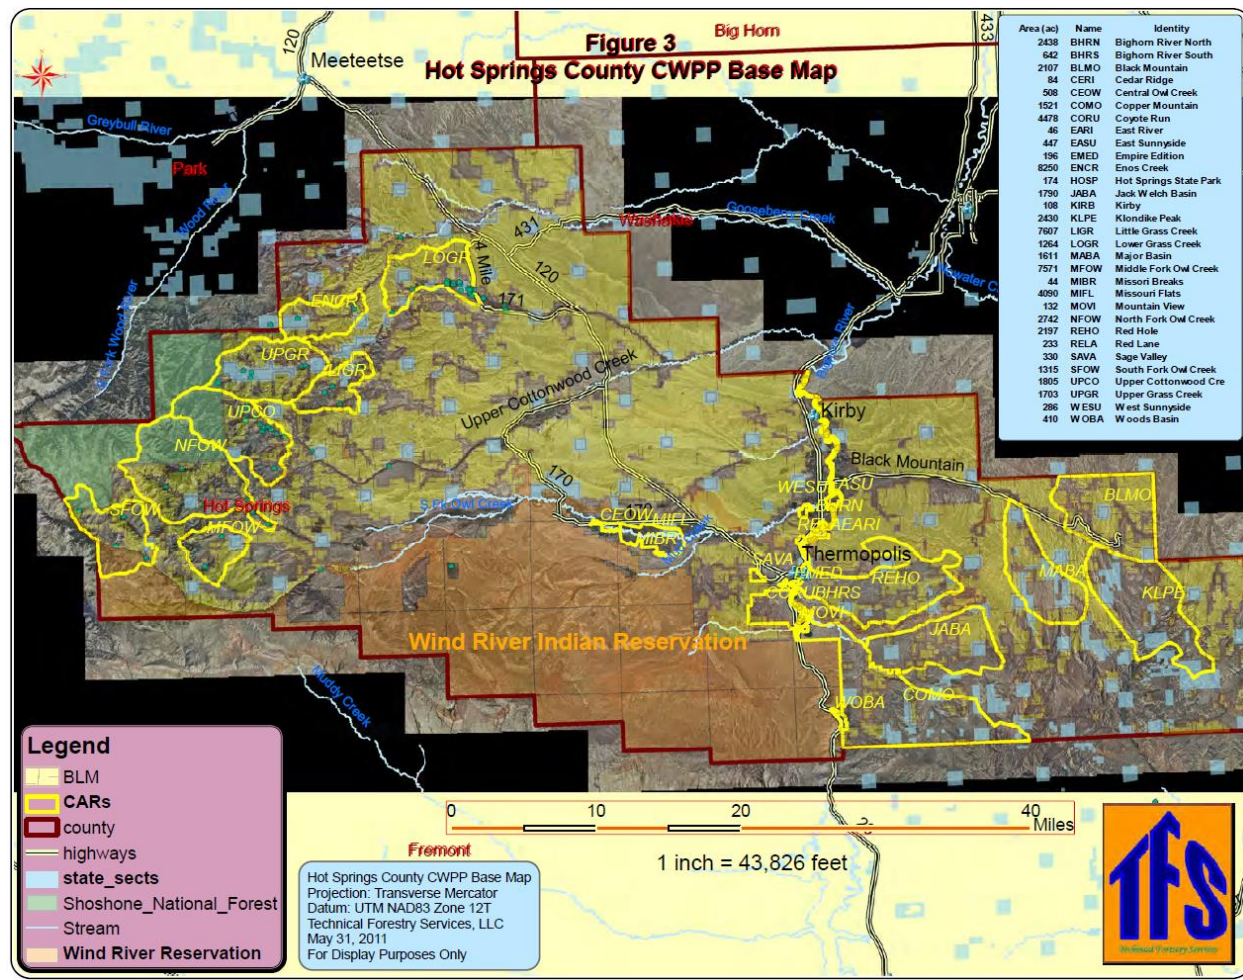 Figure 3
Hot Springs County CWPP Base Map
Big Horn
120
433
Meeteetse
Greybull River
Park
Wood River
Washakie
Gooseberry Creek
431
4 Mile
120
171
LOGR
ENCR
UPGR
LIGR
UPCO
NFOW
SFOW
Hot Springs
MFOW
Upper Cottonwood Creek
170
Kirby
Black Mountain
BLMO
CEOW
MIFL
MIBR
SAVA
Thermopolis
EMED
REHO
MABA
KLPE
BHRS
MOVI
JABA
COMO
WOBA
Wind River Indian Reservation
Muddy Creek
Fremont
Area (ac) Name Identity
2438 BHRN Bighorn River North
642 BHRS Bighorn River South
2107 BLMO Black Mountain
84 CERI Cedar Ridge
508 CEOW Central Owl Creek
1521 COMO Copper Mountain
4478 CORU Coyote Run
46 EARI East River
447 EASU East Sunnyside
196 EMED Empire Edition
8250 ENCR Enos Creek
174 HOSP Hot Springs State Park
1790 JABA Jack Welch Basin
108 KIRB Kirby
2430 KLPE Klondike Peak
7607 LIGR Little Grass Creek
1264 LOGR Lower Grass Creek
1611 MABA Major Basin
7571 MFOW Middle Fork Owl Creek
44 MIBR Missori Breaks
4090 MIFL Missouri Flats
132 MOVI Mountain View
2742 NFOW North Fork Owl Creek
2197 REHO Red Hole
233 RELA Red Lane
330 SAVA Sage Valley
1315 SFOW South Fork Owl Creek
1805 UPCO Upper Cottonwood Cre
1703 UPGR Upper Grass Creek
286 WESU West Sunnyside
410 WOBA Woods Basin
Legend
BLM
CARs
county
highways
state_sects
Shoshone_National_Forest
Stream
Wind River Reservation
0 10 20 40
Miles
1 inch = 43,826 feet
Hot Springs County CWPP Base Map
Projection: Transverse Mercator
Datum: UTM NAD83 Zone 12T
Technical Forestry Services, LLC
May 31, 2011
For Display Purposes Only
TFS
Technical Forestry Services